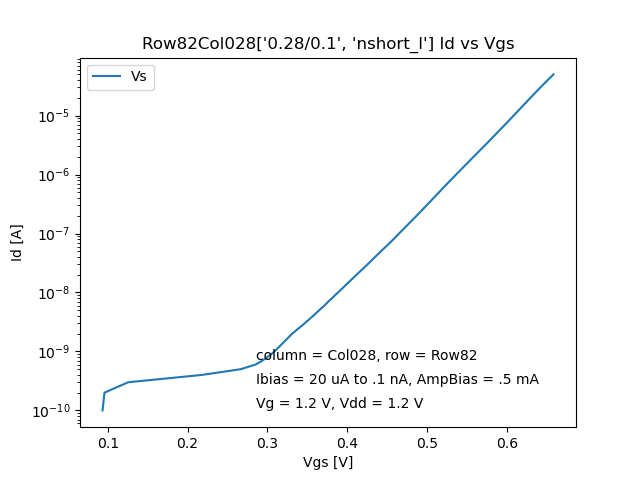 Row82Col028['0.28/0.1', 'nshort_l'] Id vs Vgs
Vs
10⁻⁵
10⁻⁶
10⁻⁷
10⁻⁸
10⁻⁹
10⁻¹⁰
Id [A]
column = Col028, row = Row82
Ibias = 20 uA to .1 nA, AmpBias = .5 mA
Vg = 1.2 V, Vdd = 1.2 V
0.1 0.2 0.3 0.4 0.5 0.6
Vgs [V]